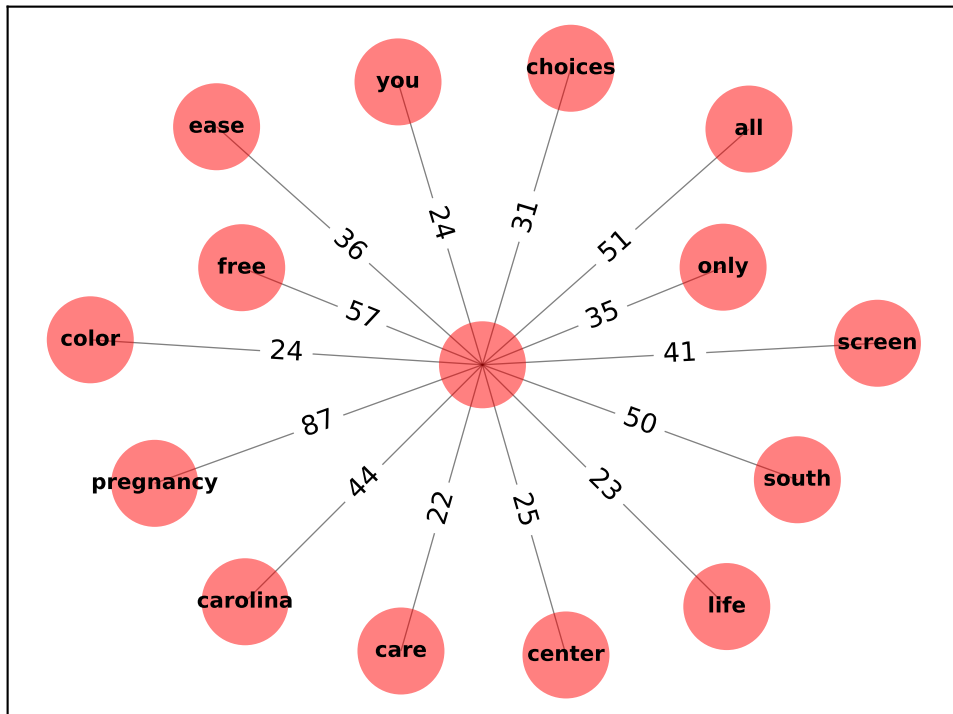 choices
you
all
ease
31
24
51
36
only
free
57
35
color
24
41
screen
87
50
south
pregnancy
44
22
25
23
carolina
life
care
center